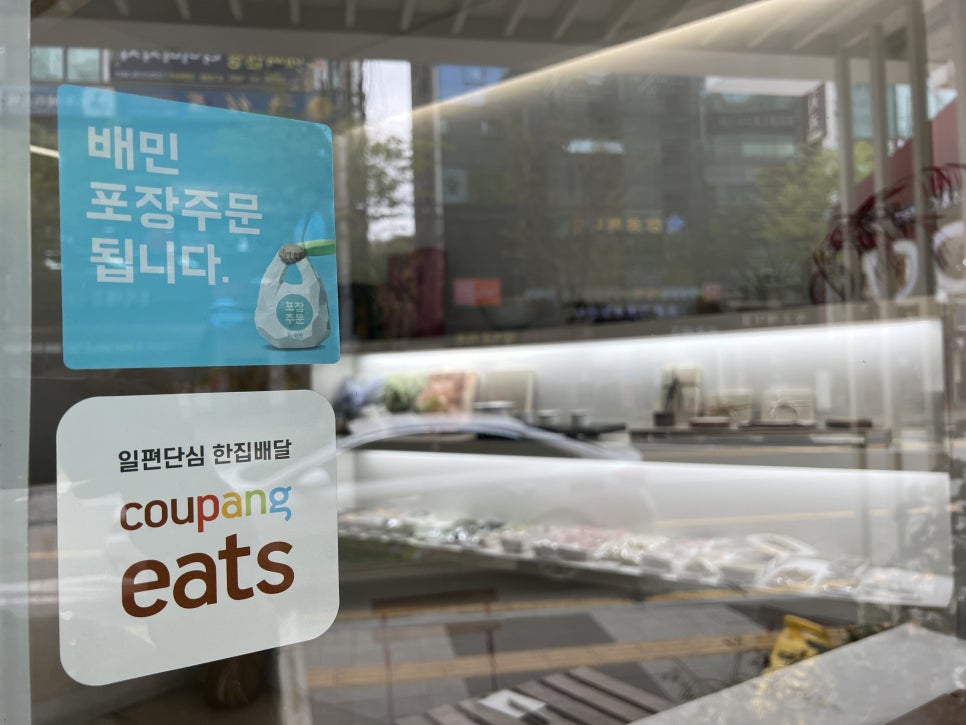 배민
포장주문
됩니다.
포장
주문
일편단심 한집배달
coupang
eats